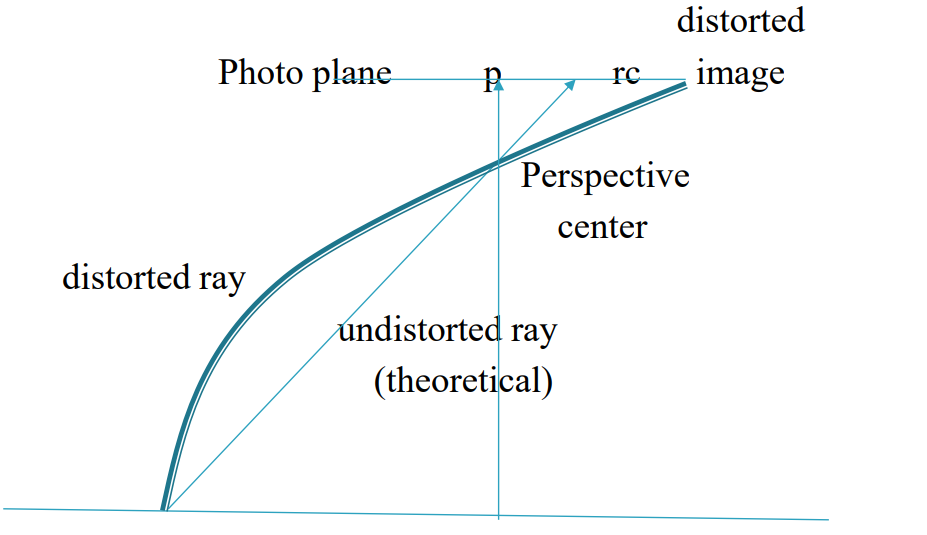 distorted
Photo plane p rc image
Perspective
center
distorted ray
undistorted ray
(theoretical)